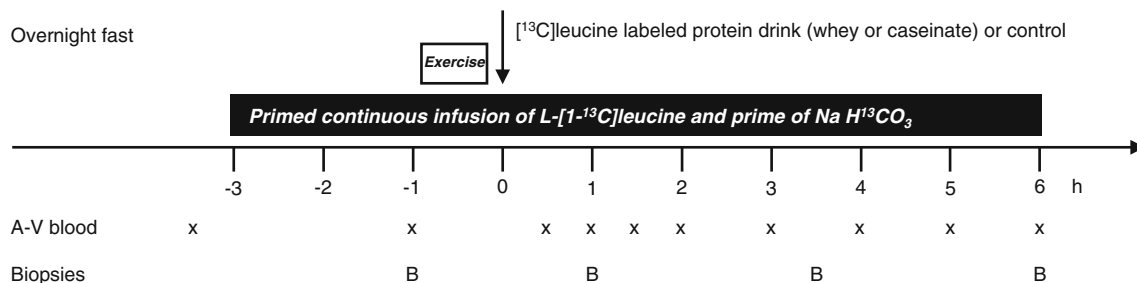 Overnight fast
[¹³C]leucine labeled protein drink (whey or caseinate) or control
Exercise
Primed continuous infusion of L-[1-¹³C]leucine and prime of Na H¹³CO₃
-3 -2 -1 0 1 2 3 4 5 6 h
A-V blood x x x x x x x x x x
Biopsies B B B B